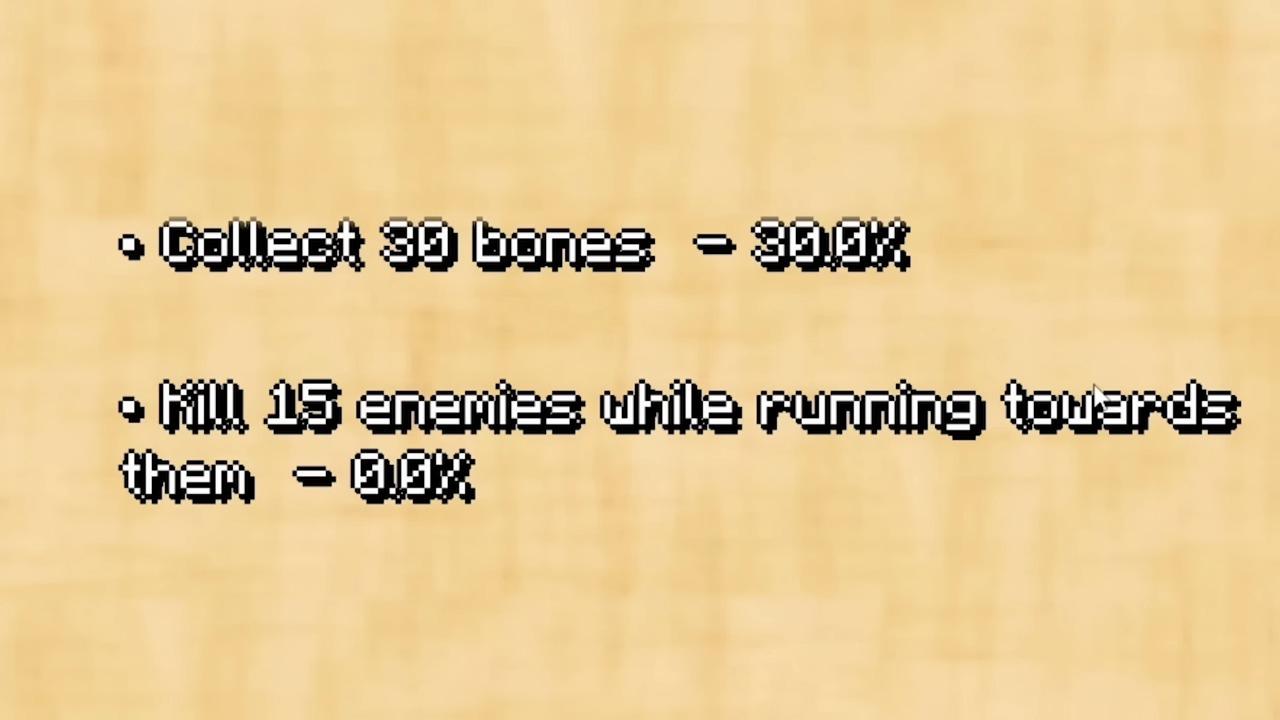 • Collect 30 bones - 30.0%
• Kill 15 enemies while running towards
them - 0.0%